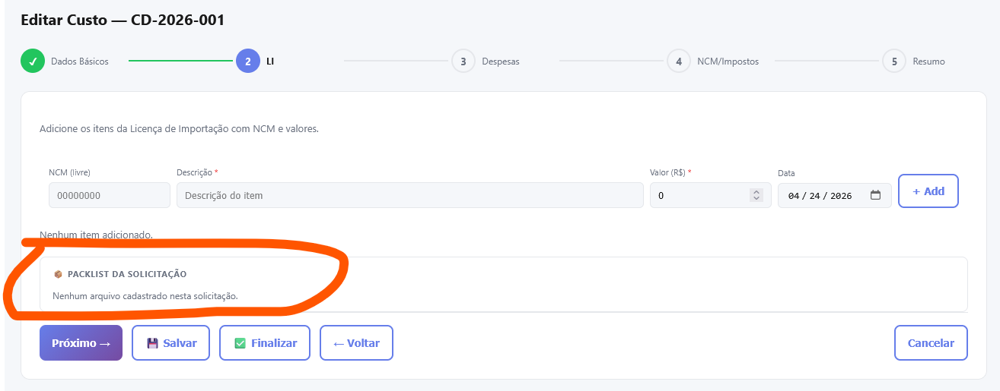 Editar Custo — CD-2026-001
✓ Dados Básicos 2 LI 3 Despesas 4 NCM/Impostos 5 Resumo
Adicione os itens da Licença de Importação com NCM e valores.
NCM (livre) Descrição * Valor (R$) * Data
00000000 Descrição do item 0 04 / 24 / 2026 + Add
Nenhum item adicionado.
📦 PACKLIST DA SOLICITAÇÃO
Nenhum arquivo cadastrado nesta solicitação.
Próximo → 💾 Salvar ✅ Finalizar ← Voltar Cancelar